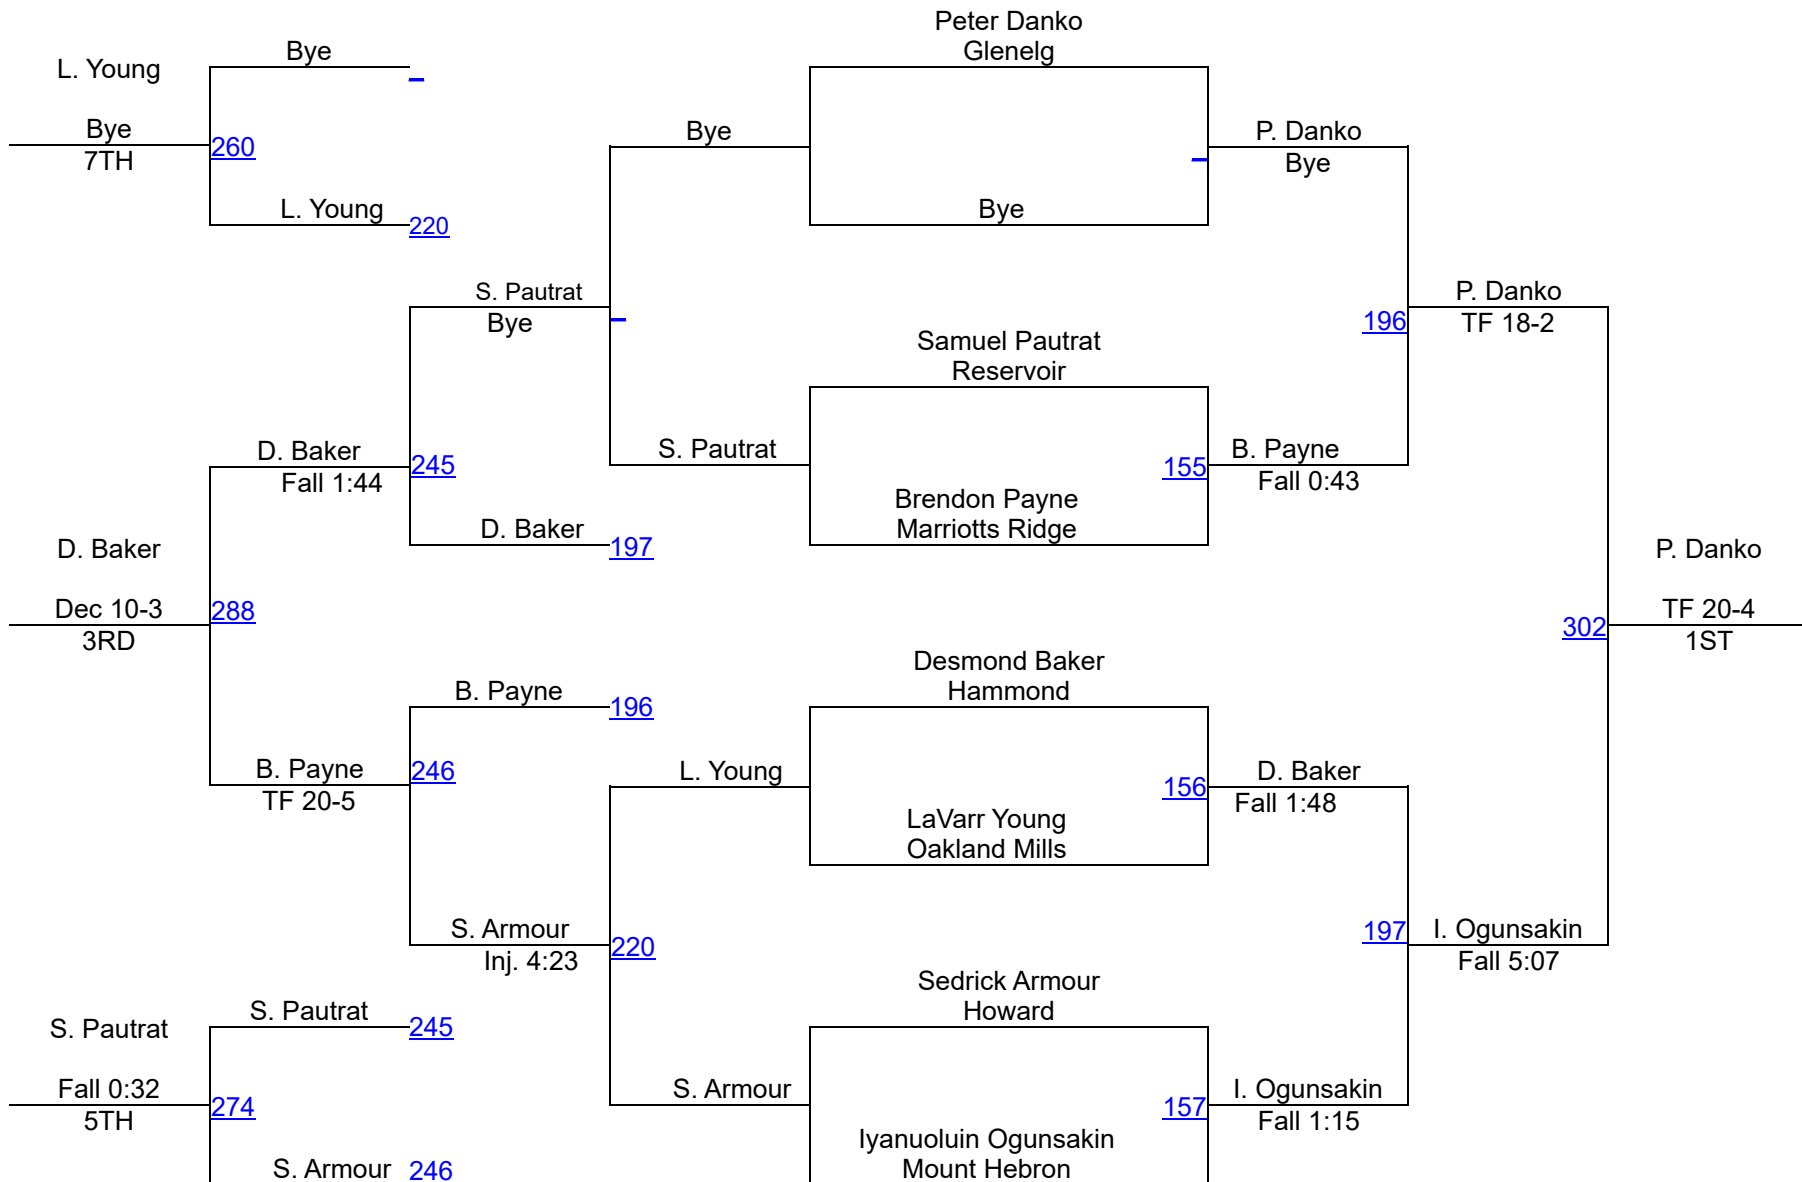 Peter Danko
Glenelg
L. Young
Bye
Bye
7TH
260
L. Young
220
Bye
P. Danko
Bye
Bye
S. Pautrat
Bye
P. Danko
TF 18-2
196
Samuel Pautrat
Reservoir
D. Baker
Fall 1:44
245
S. Pautrat
155
B. Payne
Fall 0:43
Brendon Payne
Marriotts Ridge
D. Baker
197
D. Baker
Dec 10-3
3RD
288
P. Danko
TF 20-4
1ST
302
Desmond Baker
Hammond
B. Payne
196
B. Payne
TF 20-5
246
L. Young
156
D. Baker
Fall 1:48
LaVarr Young
Oakland Mills
S. Armour
Inj. 4:23
220
197
I. Ogunsakin
Fall 5:07
Sedrick Armour
Howard
S. Pautrat
S. Pautrat
245
Fall 0:32
5TH
274
S. Armour
157
I. Ogunsakin
Fall 1:15
Iyanuoluin Ogunsakin
Mount Hebron
S. Armour
246